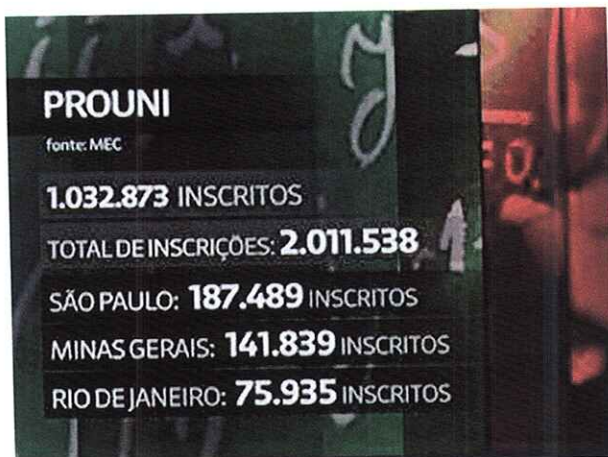 PROUNI
fonte: MEC
1.032.873 INSCRITOS
TOTAL DE INSCRIÇÕES: 2.011.538
SÃO PAULO: 187.489 INSCRITOS
MINAS GERAIS: 141.839 INSCRITOS
RIO DE JANEIRO: 75.935 INSCRITOS